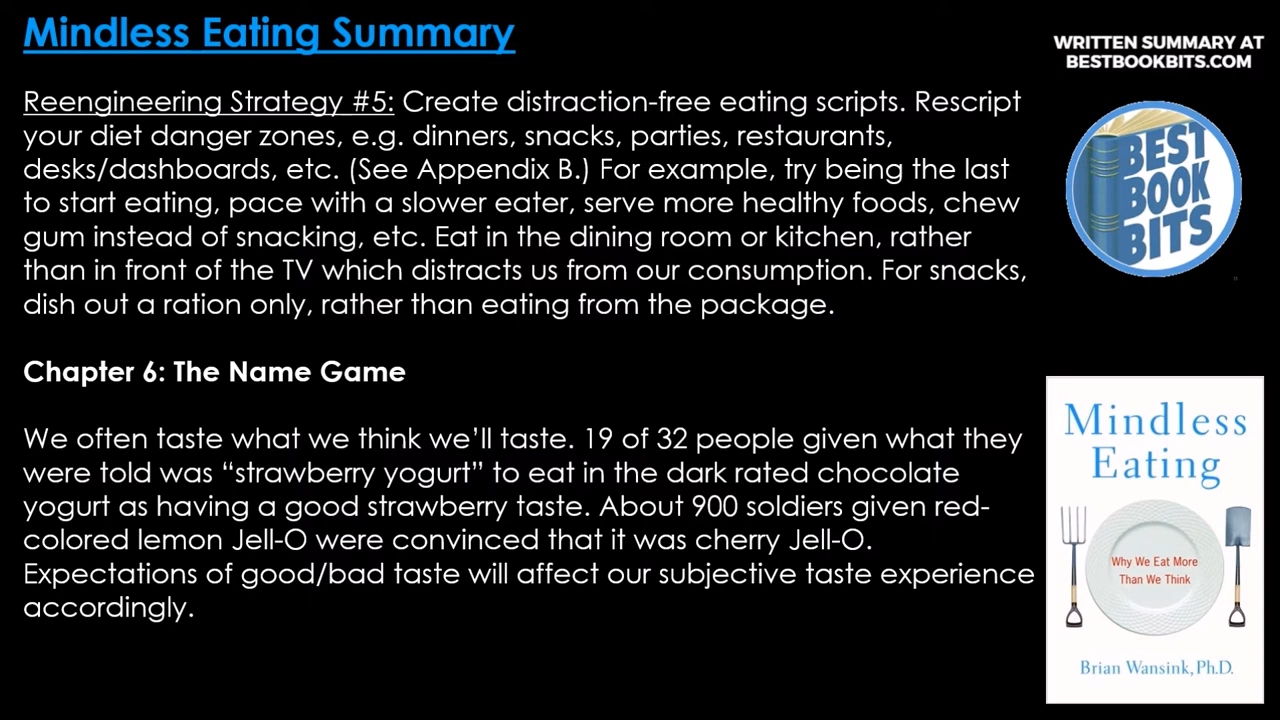 Mindless Eating Summary
WRITTEN SUMMARY AT
BESTBOOKBITS.COM
Reengineering Strategy #5: Create distraction-free eating scripts. Rescript
your diet danger zones, e.g. dinners, snacks, parties, restaurants,
desks/dashboards, etc. (See Appendix B.) For example, try being the last
to start eating, pace with a slower eater, serve more healthy foods, chew
gum instead of snacking, etc. Eat in the dining room or kitchen, rather
than in front of the TV which distracts us from our consumption. For snacks,
dish out a ration only, rather than eating from the package.
BEST
BOOK
BITS
Chapter 6: The Name Game
We often taste what we think we’ll taste. 19 of 32 people given what they
were told was “strawberry yogurt” to eat in the dark rated chocolate
yogurt as having a good strawberry taste. About 900 soldiers given red-
colored lemon Jell-O were convinced that it was cherry Jell-O.
Expectations of good/bad taste will affect our subjective taste experience
accordingly.
Mindless
Eating
Why We Eat More
Than We Think
Brian Wansink, Ph.D.